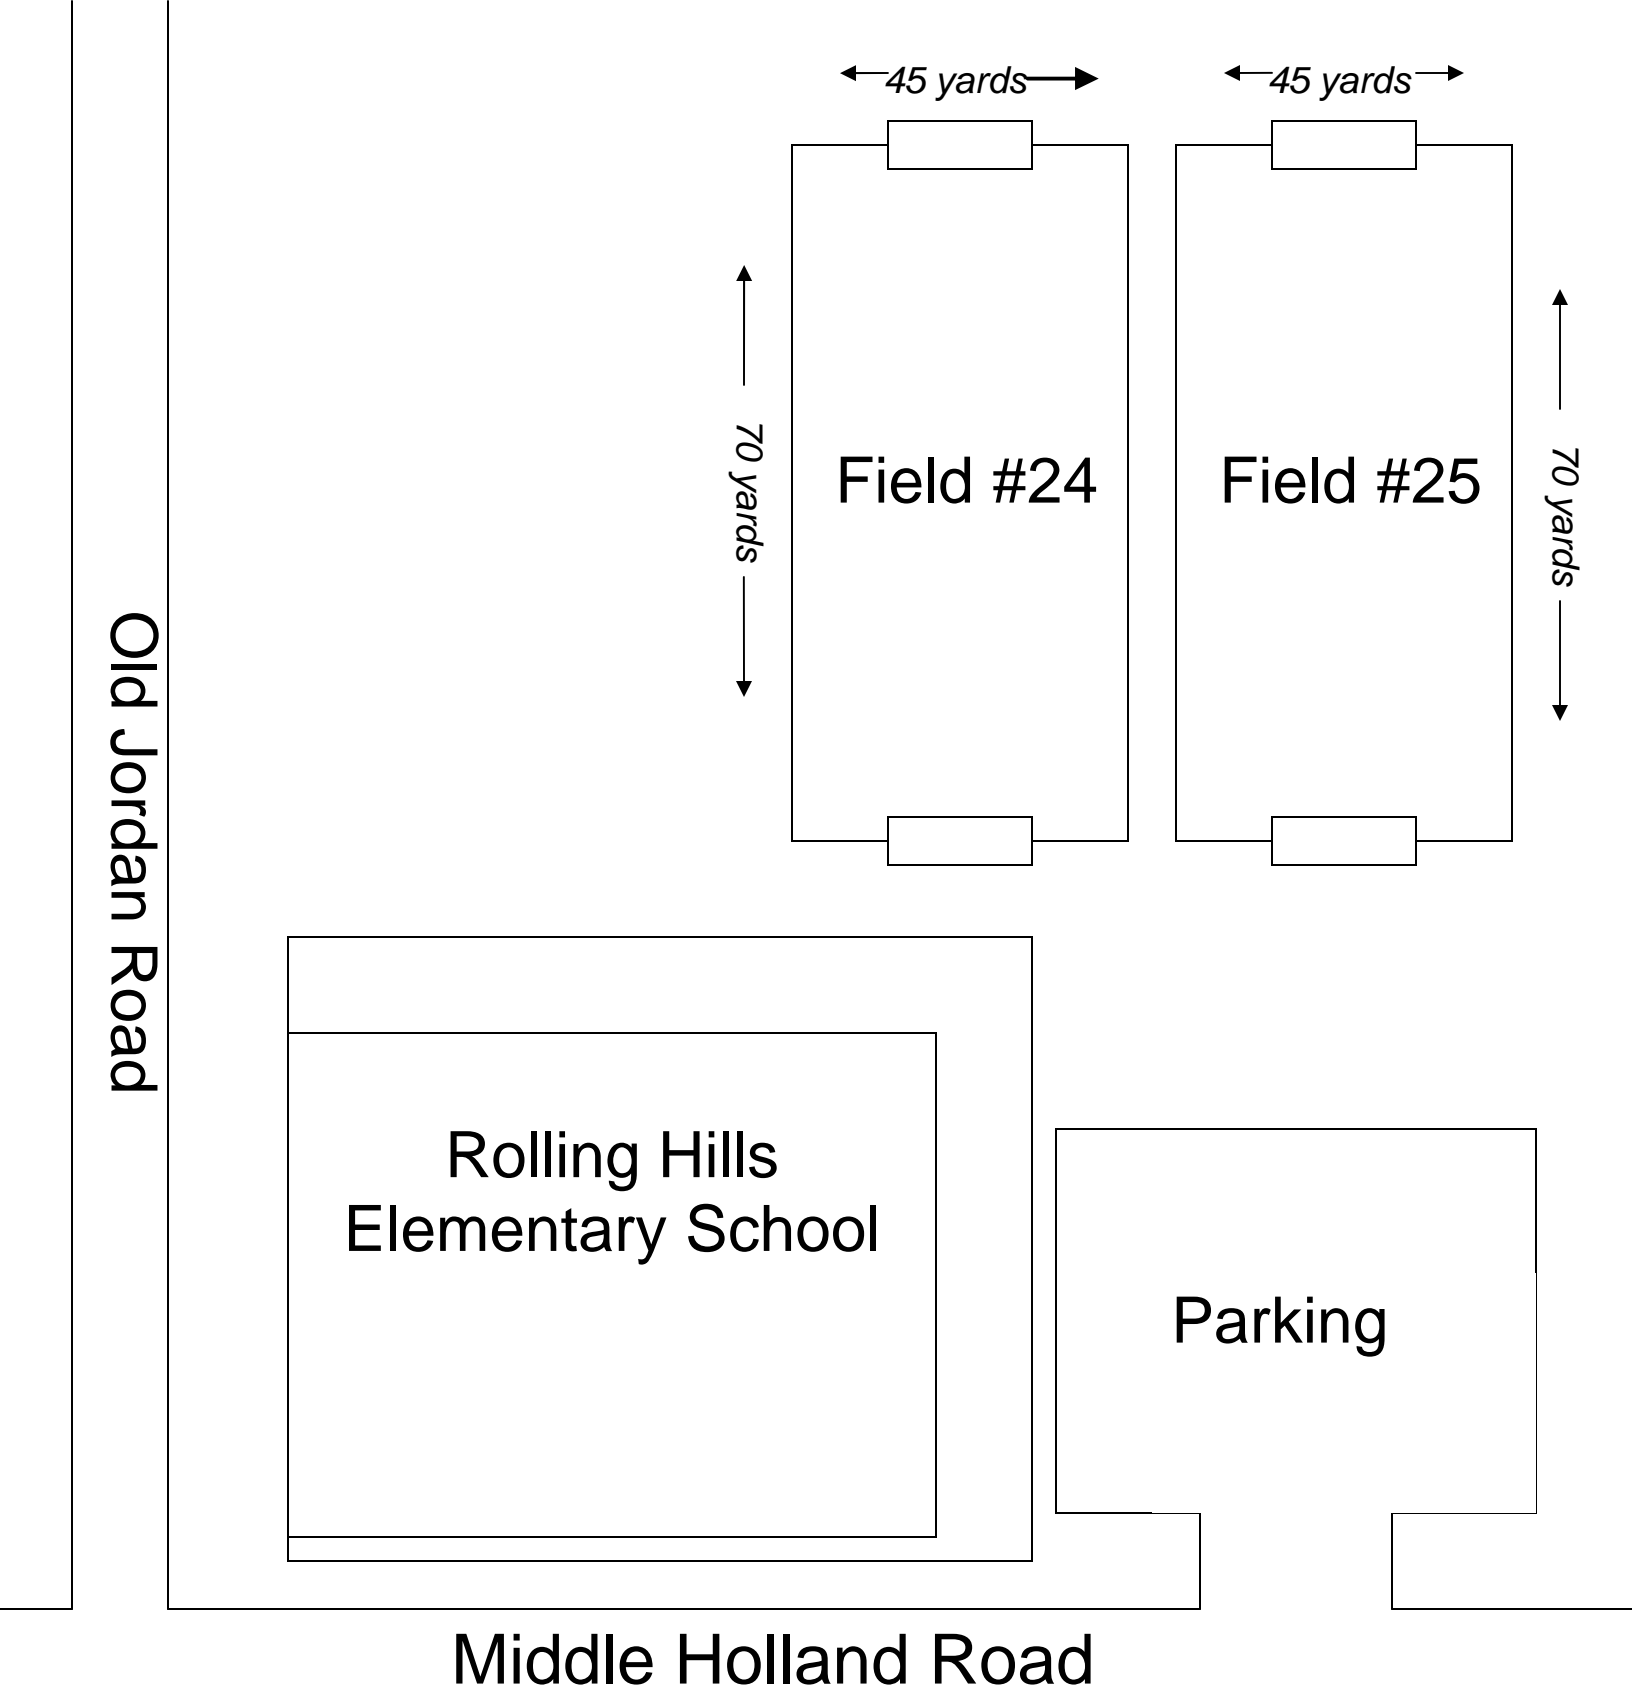 45 yards
45 yards
70 yards
Field #24
Field #25
70 yards
Old Jordan Road
Rolling Hills
Elementary School
Parking
Middle Holland Road